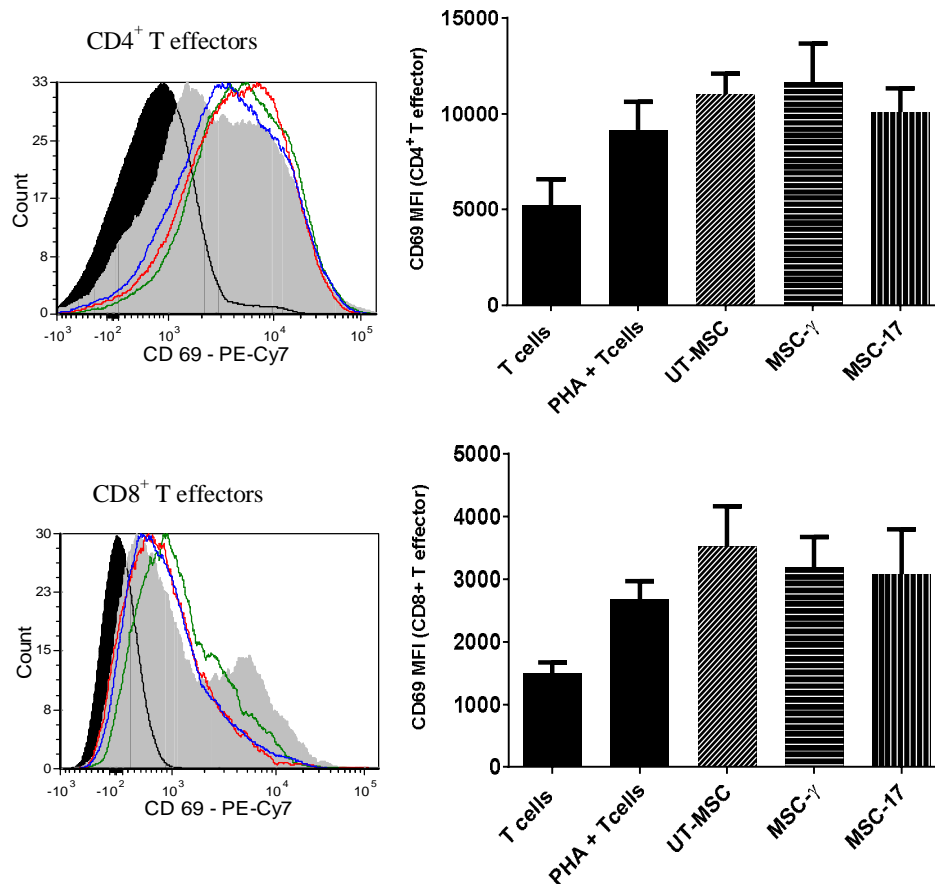 CD4⁺ T effectors
33
25
17
8
0
Count
-10³ -10² 10³ 10⁴ 10⁵
CD 69 - PE-Cy7
15000
10000
5000
0
CD69 MFI (CD4⁺ T effector)
T cells
PHA + Tcells
UT-MSC
MSC-γ
MSC-17
CD8⁺ T effectors
30
23
15
8
0
Count
-10³ -10² 10³ 10⁴ 10⁵
CD 69 - PE-Cy7
5000
4000
3000
2000
1000
0
CD69 MFI (CD8+ T effector)
T cells
PHA + Tcells
UT-MSC
MSC-γ
MSC-17